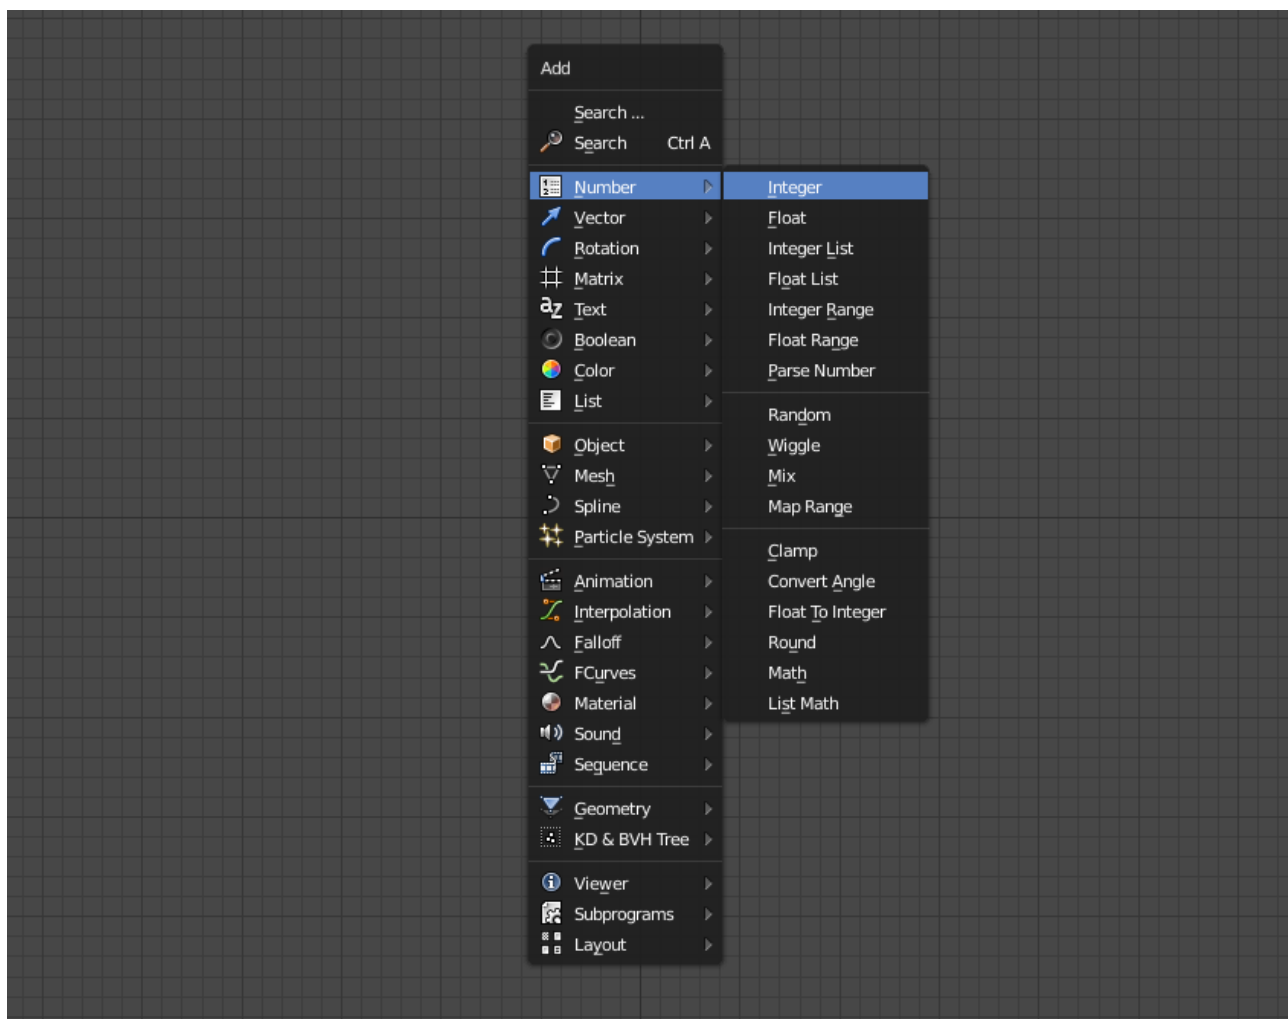 Add
Search ...
Search Ctrl A
Number
Vector
Rotation
Matrix
Text
Boolean
Color
List
Object
Mesh
Spline
Particle System
Animation
Interpolation
Falloff
FCurves
Material
Sound
Sequence
Geometry
KD & BVH Tree
Viewer
Subprograms
Layout
Integer
Float
Integer List
Float List
Integer Range
Float Range
Parse Number
Random
Wiggle
Mix
Map Range
Clamp
Convert Angle
Float To Integer
Round
Math
List Math